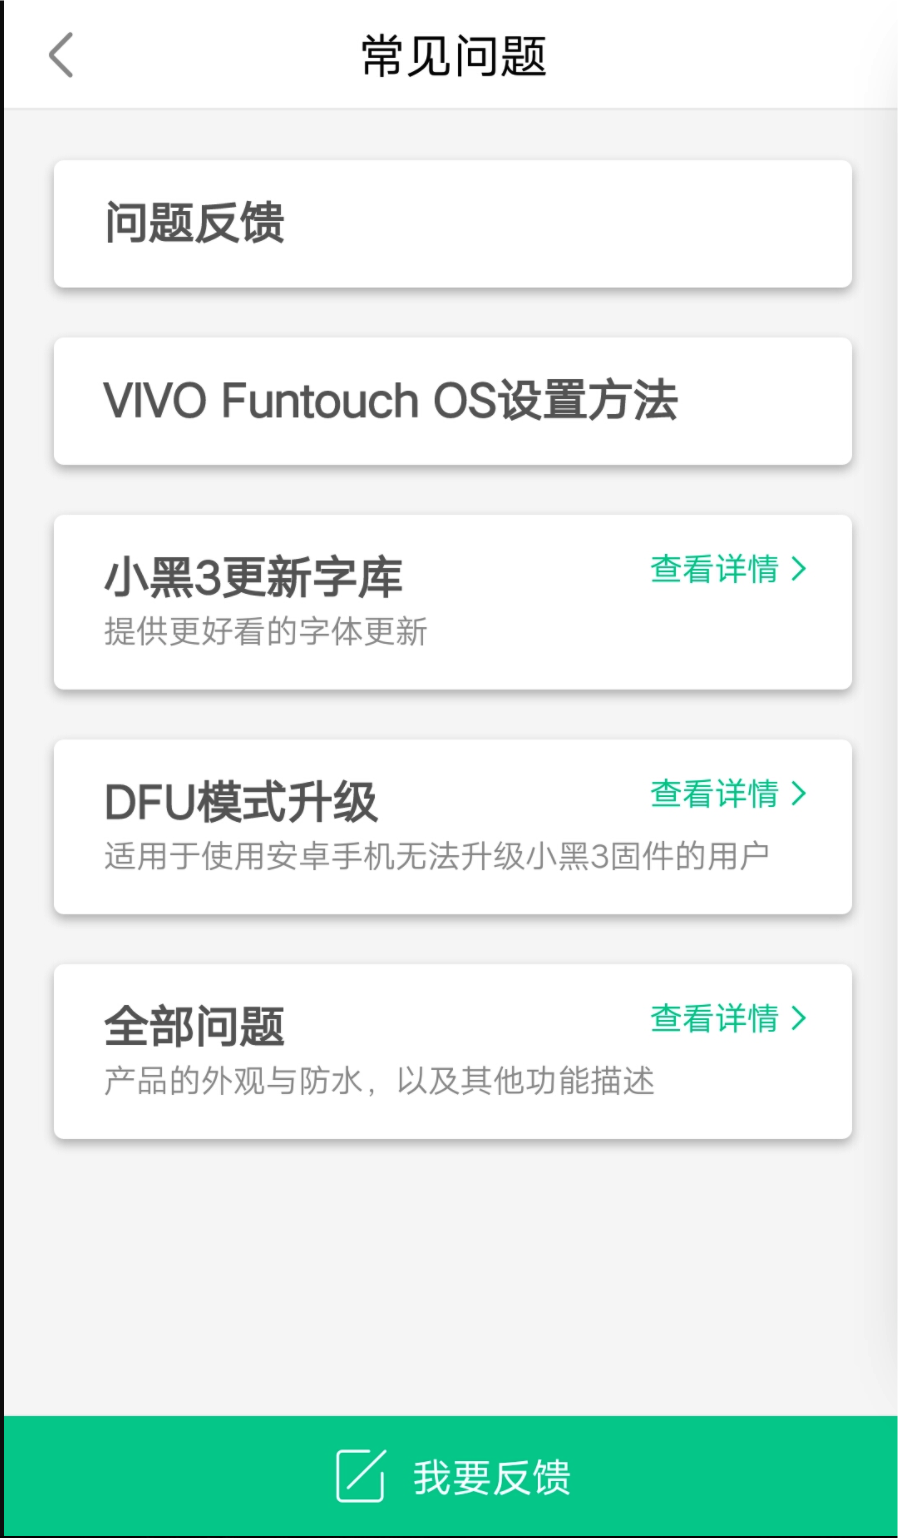 常见问题
问题反馈
VIVO Funtouch OS设置方法
小黑3更新字库
查看详情
提供更好看的字体更新
DFU模式升级
查看详情
适用于使用安卓手机无法升级小黑3固件的用户
全部问题
查看详情
产品的外观与防水，以及其他功能描述
我要反馈